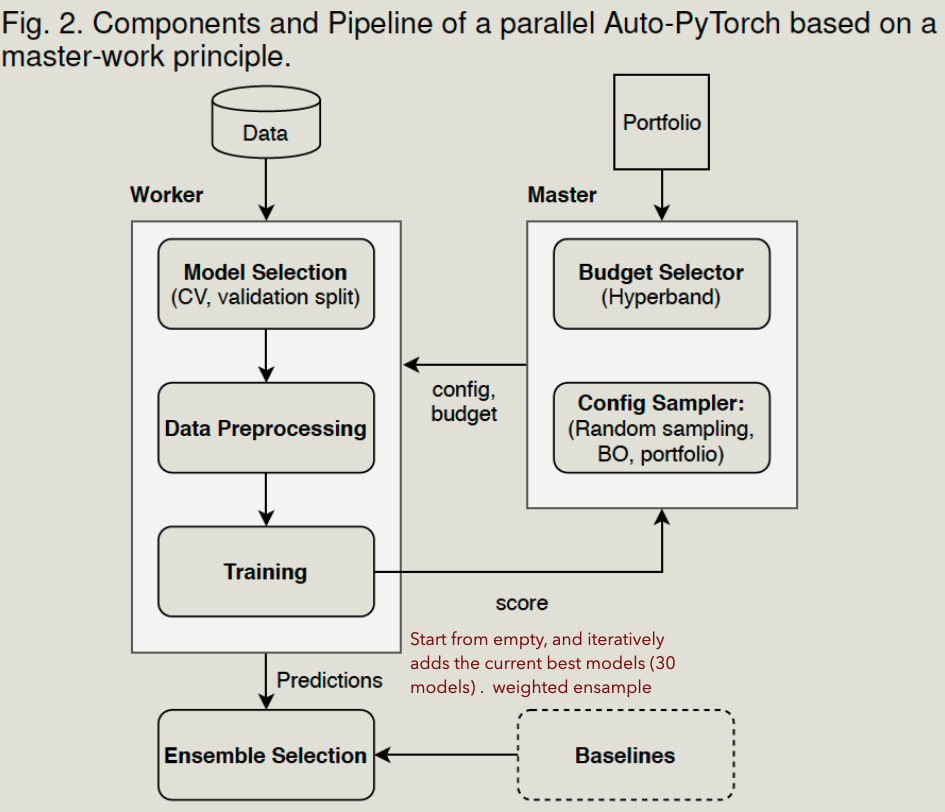 Fig. 2. Components and Pipeline of a parallel Auto-PyTorch based on a
master-work principle.
Data
Portfolio
Worker
Master
Model Selection
(CV, validation split)
Budget Selector
(Hyperband)
config,
budget
Data Preprocessing
Config Sampler:
(Random sampling,
BO, portfolio)
Training
score
Start from empty, and iteratively
adds the current best models (30
models) .  weighted ensample
Predictions
Ensemble Selection
Baselines